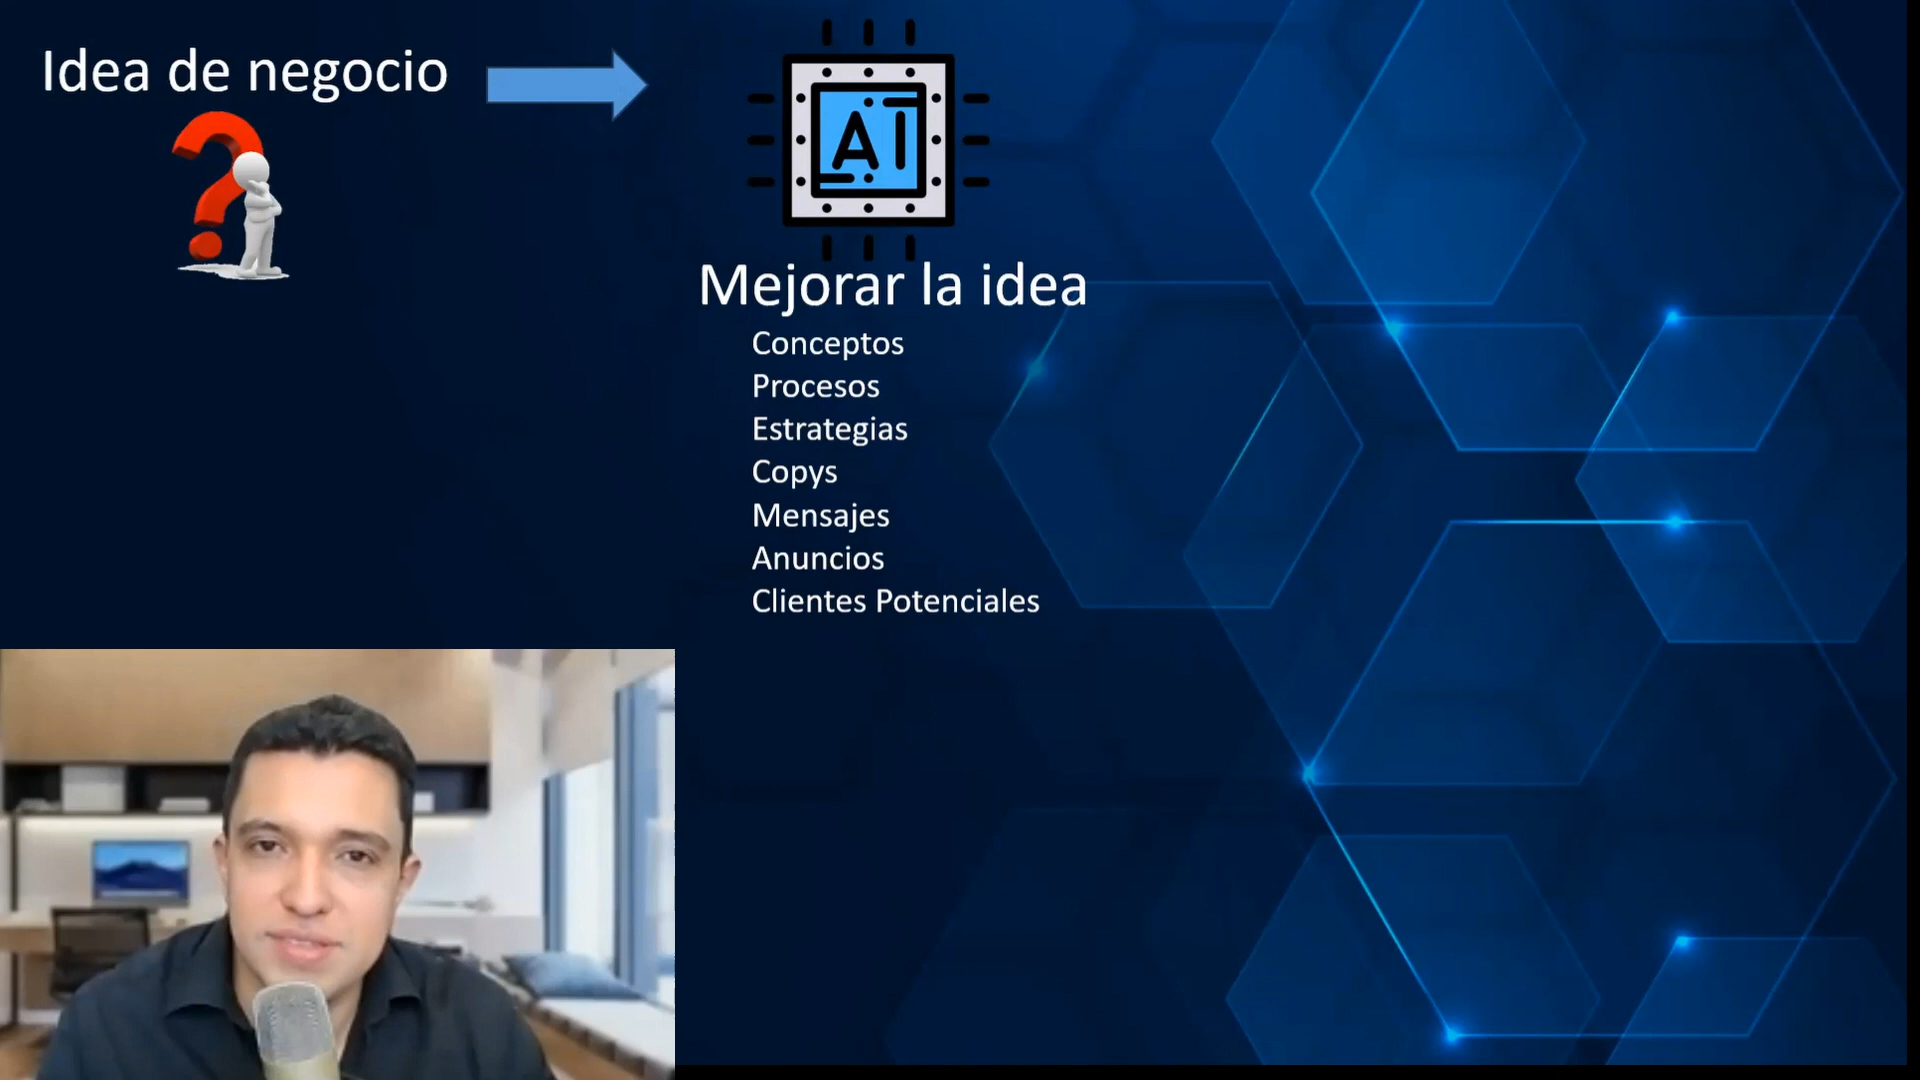 Idea de negocio
AI
Mejorar la idea
Conceptos
Procesos
Estrategias
Copys
Mensajes
Anuncios
Clientes Potenciales